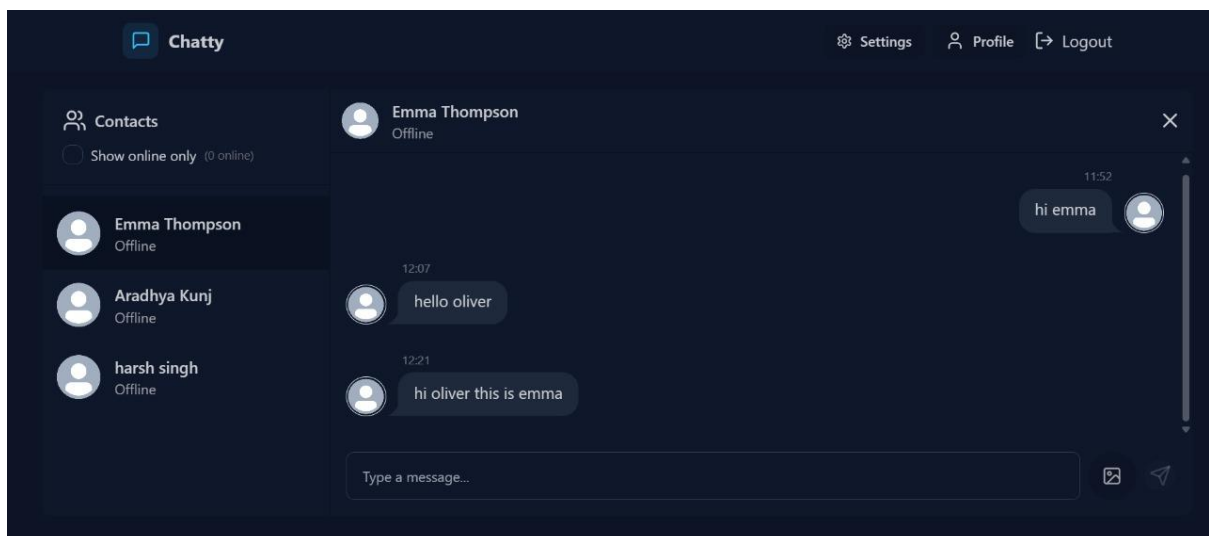 Chatty
Settings
Profile
Logout
Contacts
Show online only (0 online)
Emma Thompson
Offline
Aradhya Kunj
Offline
harsh singh
Offline
Emma Thompson
Offline
11:52
hi emma
12:07
hello oliver
12:21
hi oliver this is emma
Type a message...